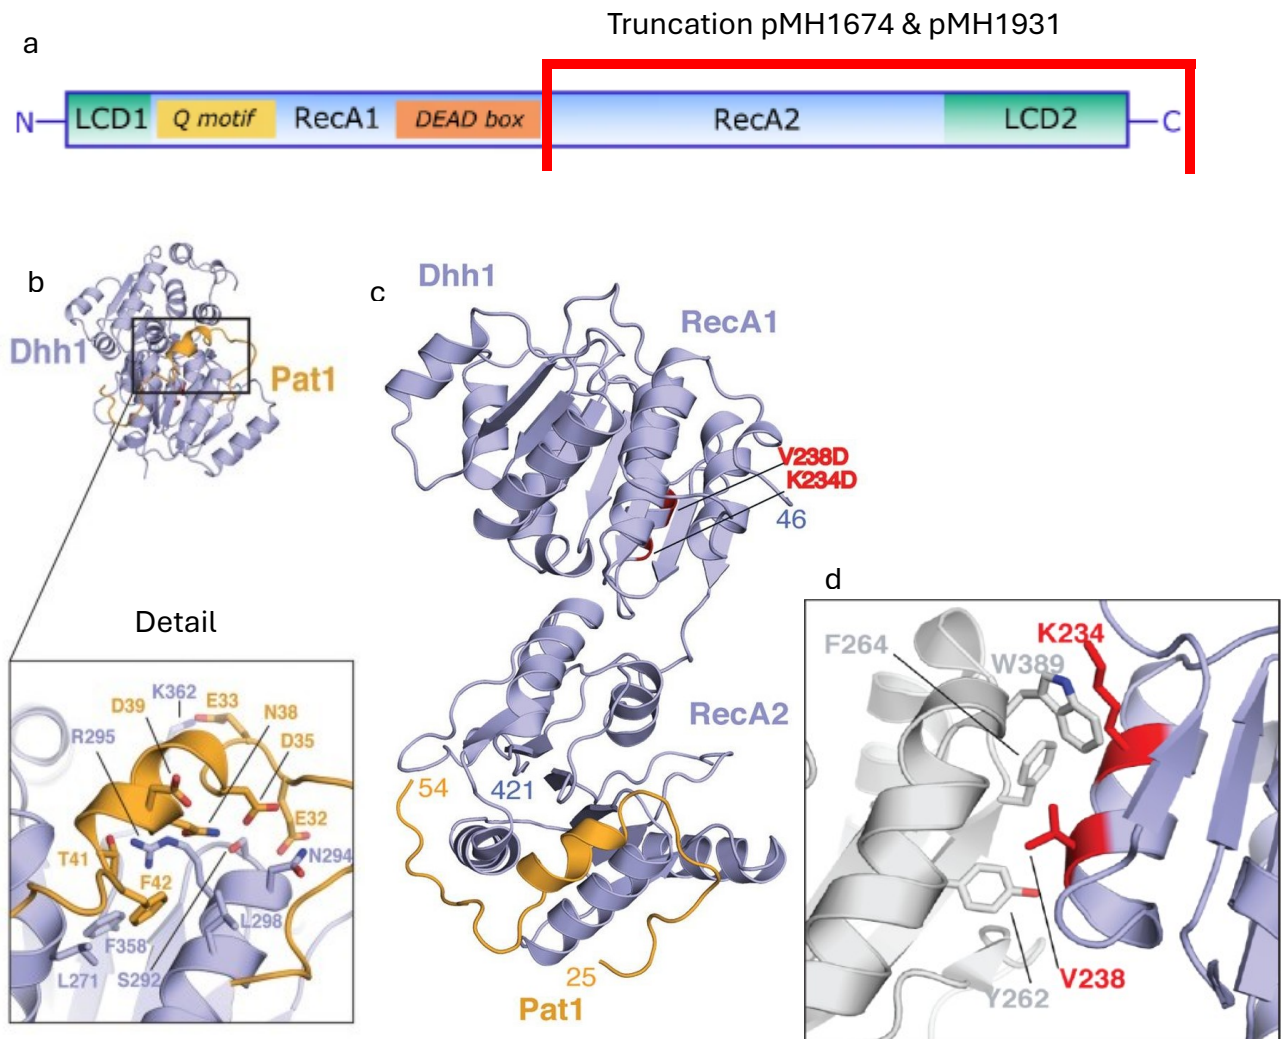 Truncation pMH1674 & pMH1931
a
N
LCD1
Q motif
RecA1
DEAD box
RecA2
LCD2
C
b
Dhh1
Pat1
c
Dhh1
RecA1
V238D
K234D
46
RecA2
54
421
25
Pat1
Detail
K362
E33
D39
N38
R295
D35
E32
T41
N294
F42
L298
F358
L271
S292
d
F264
K234
W389
Y262
V238